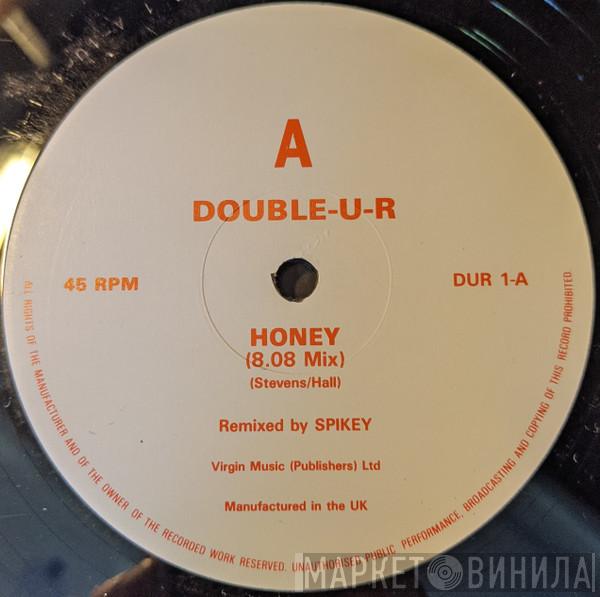 A
DOUBLE-U-R
45 RPM
DUR 1-A
HONEY
(8.08 Mix)
(Stevens/Hall)
Remixed by SPIKEY
Virgin Music (Publishers) Ltd
Manufactured in the UK
ALL RIGHTS OF THE MANUFACTURER AND OF THE OWNER OF THE RECORDED WORK RESERVED. UNAUTHORISED PUBLIC PERFORMANCE, BROADCASTING AND COPYING OF THIS RECORD PROHIBITED.
МАРКЕТ ВИНИЛА